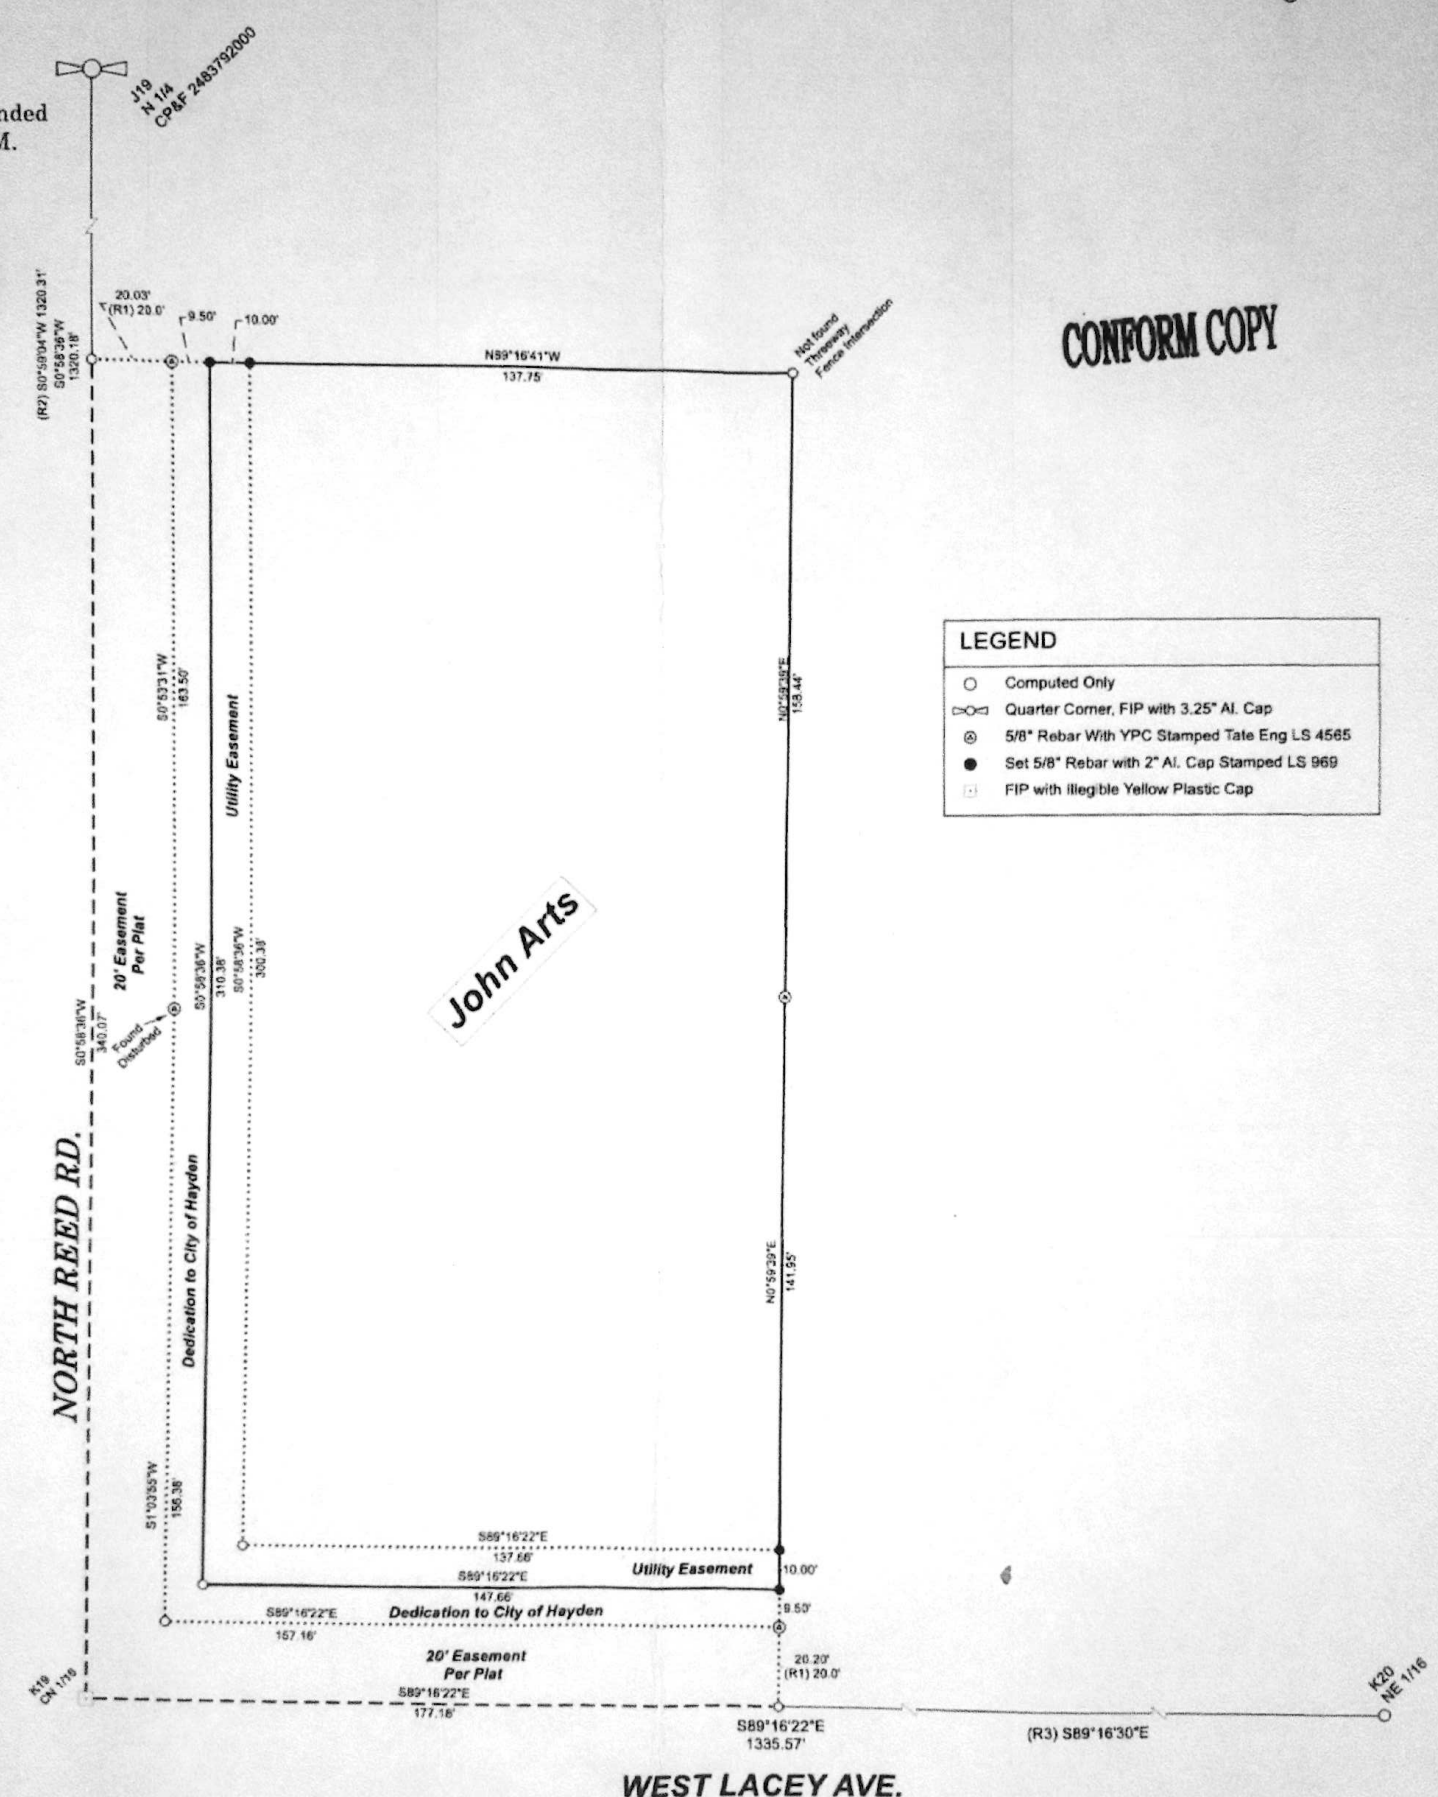 nded
M.
J19
N 1/4
CP&F 2483792000
(R2) S0°59'04"W 1320.31'
S0°58'36"W
1320.18'
20.03'
(R1) 20.0'
9.50'
10.00'
N89°16'41"W
137.75'
Not found
Threeway
Fence Intersection
CONFORM COPY
LEGEND
Computed Only
Quarter Corner, FIP with 3.25" Al. Cap
5/8" Rebar With YPC Stamped Tate Eng LS 4565
Set 5/8" Rebar with 2" Al. Cap Stamped LS 969
FIP with Illegible Yellow Plastic Cap
S0°53'31"W
163.50'
Utility Easement
N0°59'39"E
158.44'
20' Easement
Per Plat
S0°58'36"W
310.38'
S0°58'36"W
300.38'
John Arts
S0°58'36"W
340.07'
Found
Disturbed
NORTH REED RD.
Dedication to City of Hayden
N0°59'39"E
141.95'
S1°03'55"W
156.38'
S89°16'22"E
137.66'
Utility Easement
10.00'
S89°16'22"E
147.66'
S89°16'22"E
157.16'
Dedication to City of Hayden
9.50'
20' Easement
Per Plat
20.20'
(R1) 20.0'
K19
CN 1/16
S89°16'22"E
177.18'
S89°16'22"E
1335.57'
(R3) S89°16'30"E
K20
NE 1/16
WEST LACEY AVE.